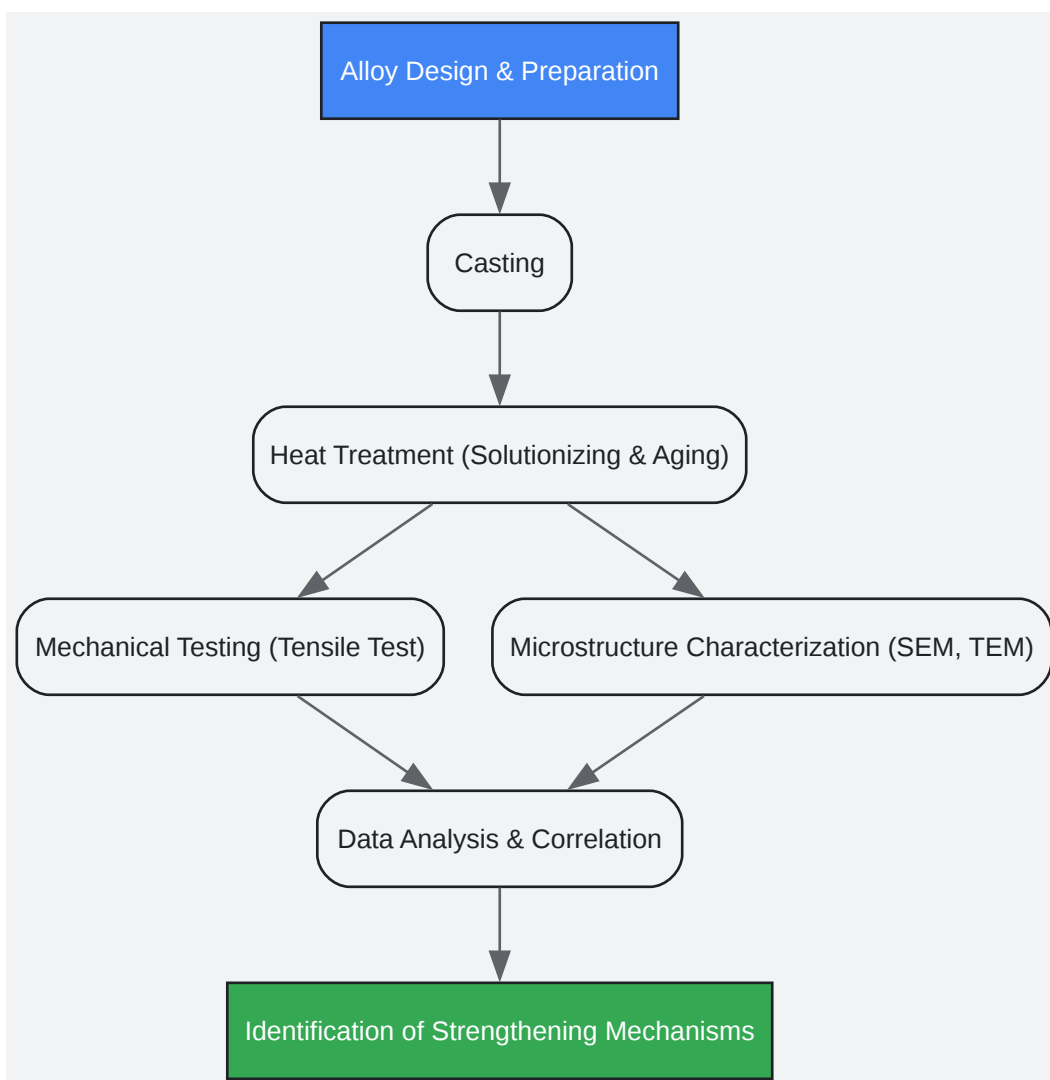 Alloy Design & Preparation
Casting
Heat Treatment (Solutionizing & Aging)
Mechanical Testing (Tensile Test)
Microstructure Characterization (SEM, TEM)
Data Analysis & Correlation
Identification of Strengthening Mechanisms